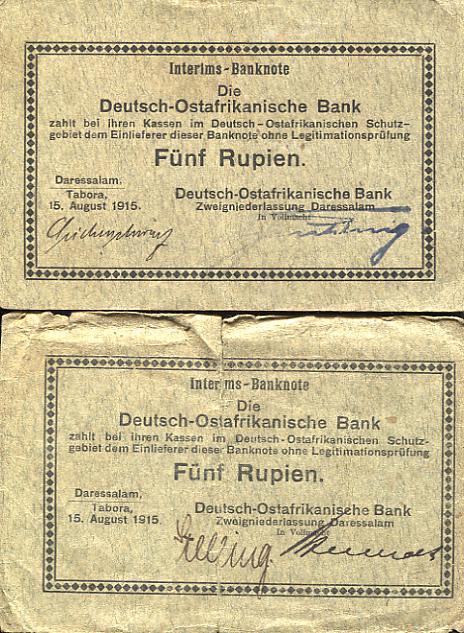 Interims-Banknote
Die
Deutsch-Ostafrikanische Bank
zahlt bei ihren Kassen im Deutsch-Ostafrikanischen Schutz-
gebiet dem Einlieferer dieser Banknote ohne Legitimationsprüfung
Fünf Rupien.
Daressalam,
Tabora,
15. August 1915.
Deutsch-Ostafrikanische Bank
Zweigniederlassung Daressalam
In Vollmacht
Interims-Banknote
Die
Deutsch-Ostafrikanische Bank
zahlt bei ihren Kassen im Deutsch-Ostafrikanischen Schutz-
gebiet dem Einlieferer dieser Banknote ohne Legitimationsprüfung
Fünf Rupien.
Daressalam,
Tabora,
15. August 1915.
Deutsch-Ostafrikanische Bank
Zweigniederlassung Daressalam
In Vollmacht